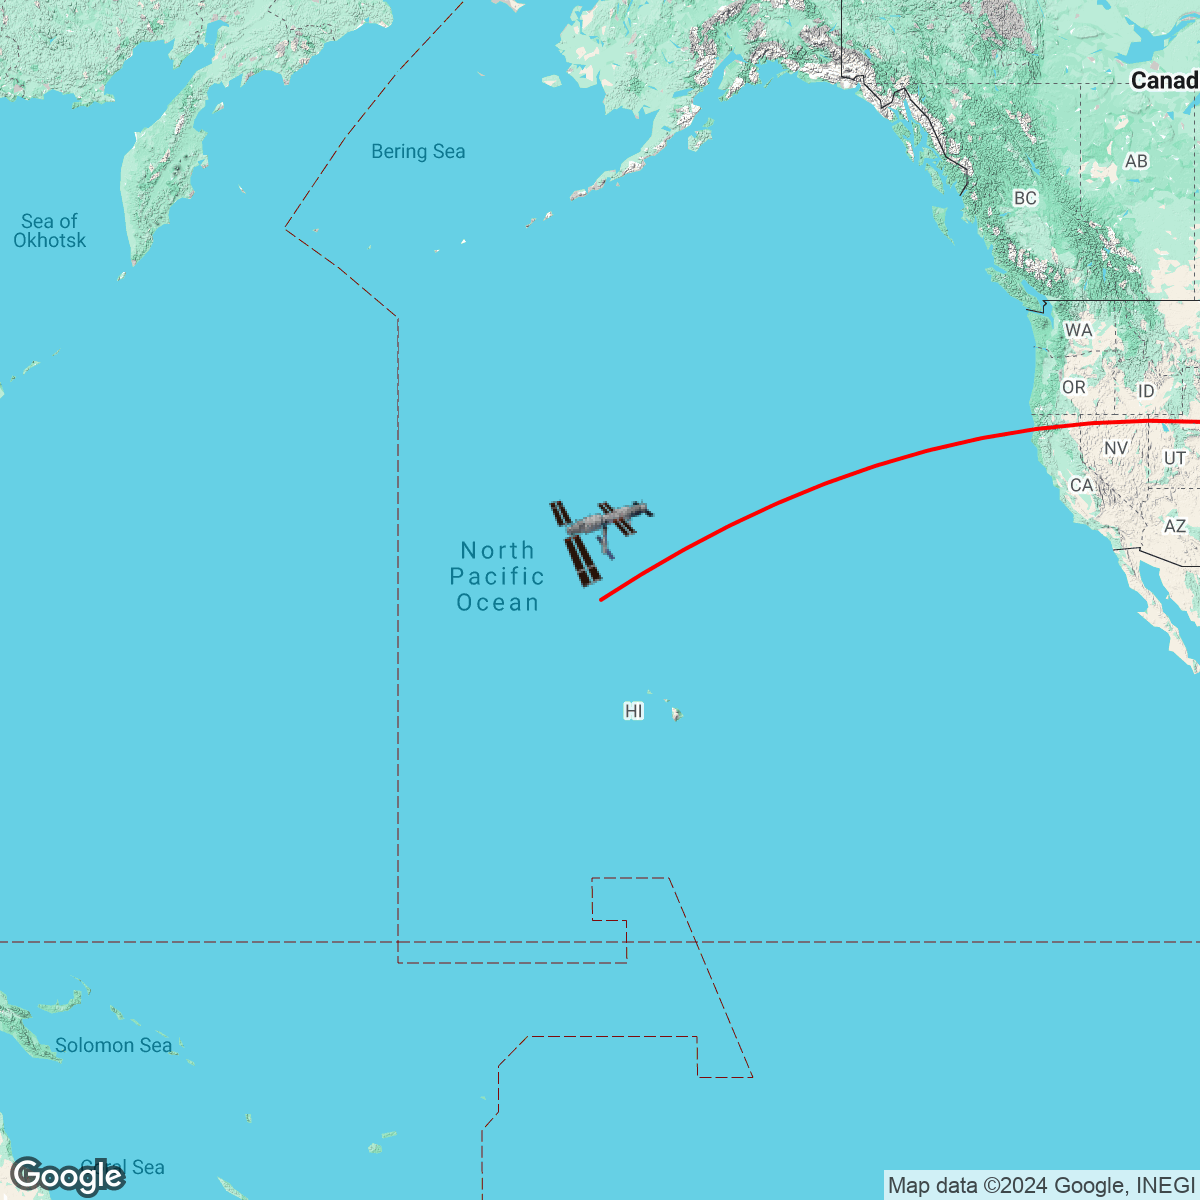 Canad
Bering Sea
AB
BC
Sea of
Okhotsk
WA
OR
ID
NV
UT
CA
AZ
North
Pacific
Ocean
HI
Solomon Sea
Coral Sea
Google
Map data ©2024 Google, INEGI